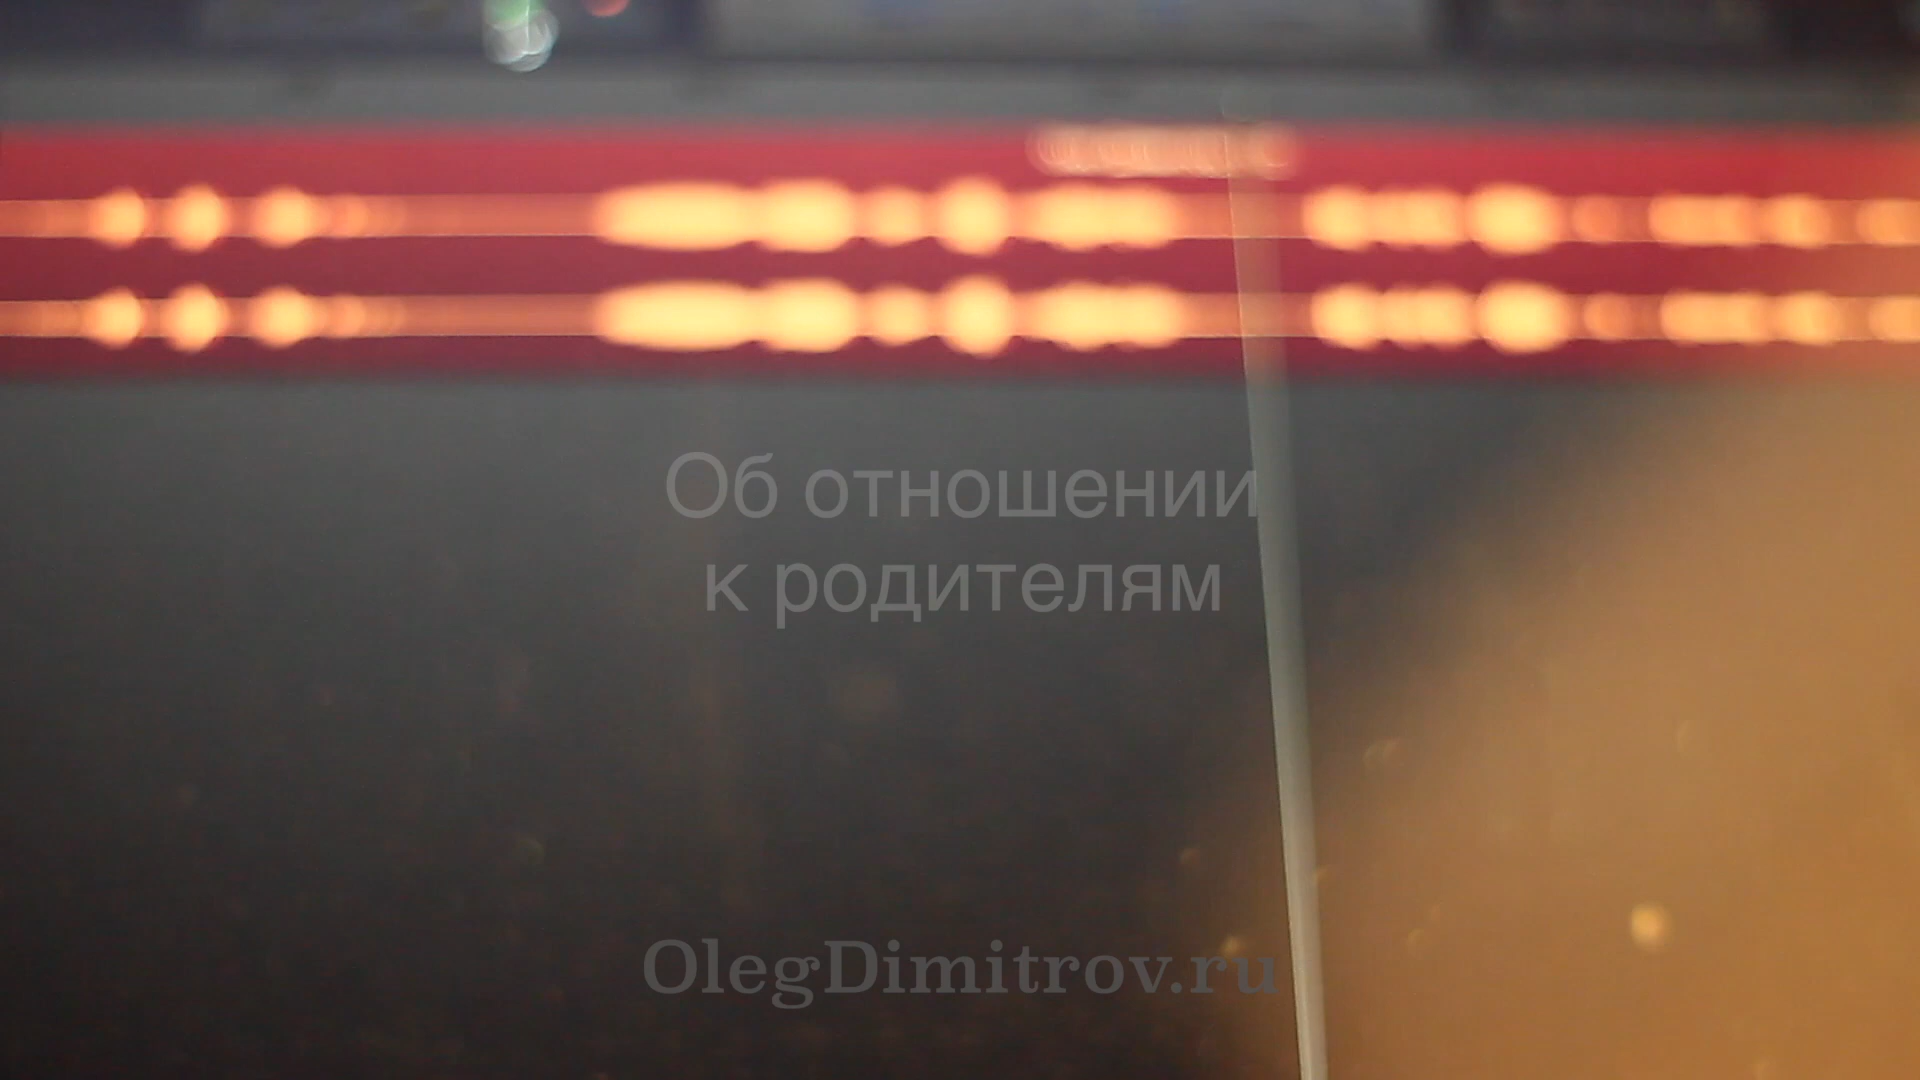 Об отношении
к родителям
OlegDimitrov.ru